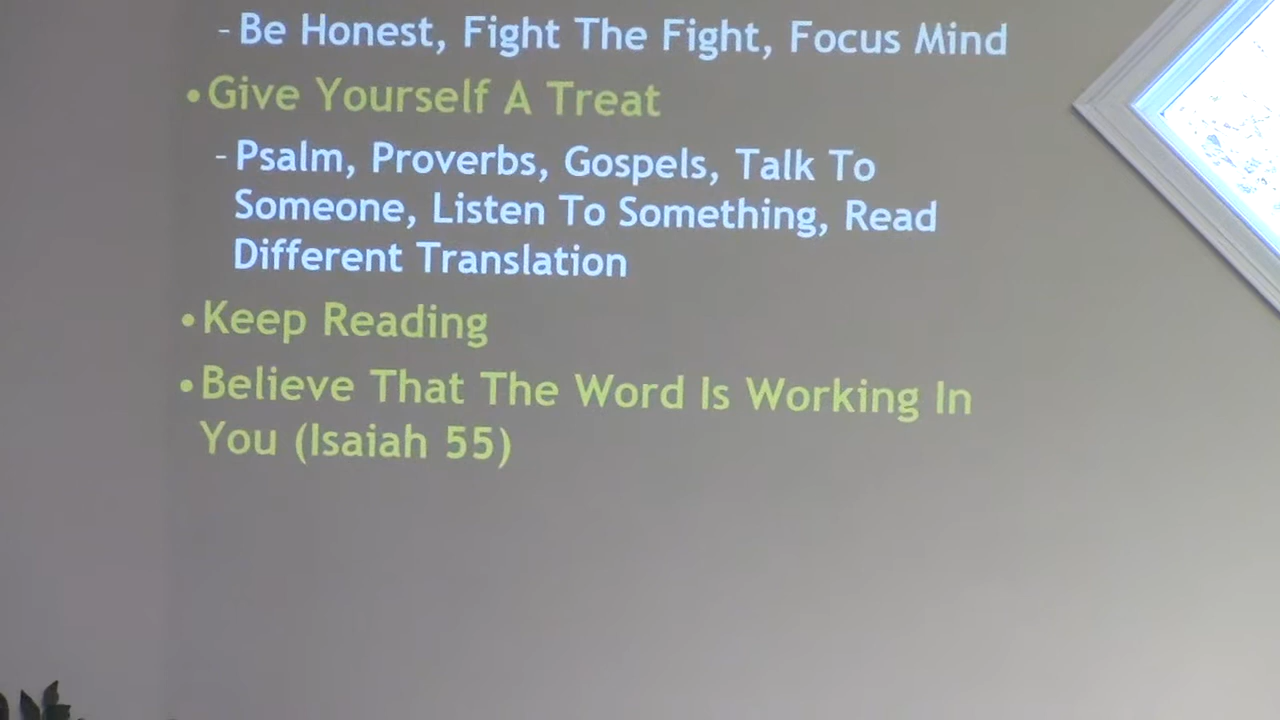 - Be Honest, Fight The Fight, Focus Mind
• Give Yourself A Treat
- Psalm, Proverbs, Gospels, Talk To
Someone, Listen To Something, Read
Different Translation
• Keep Reading
• Believe That The Word Is Working In
You (Isaiah 55)